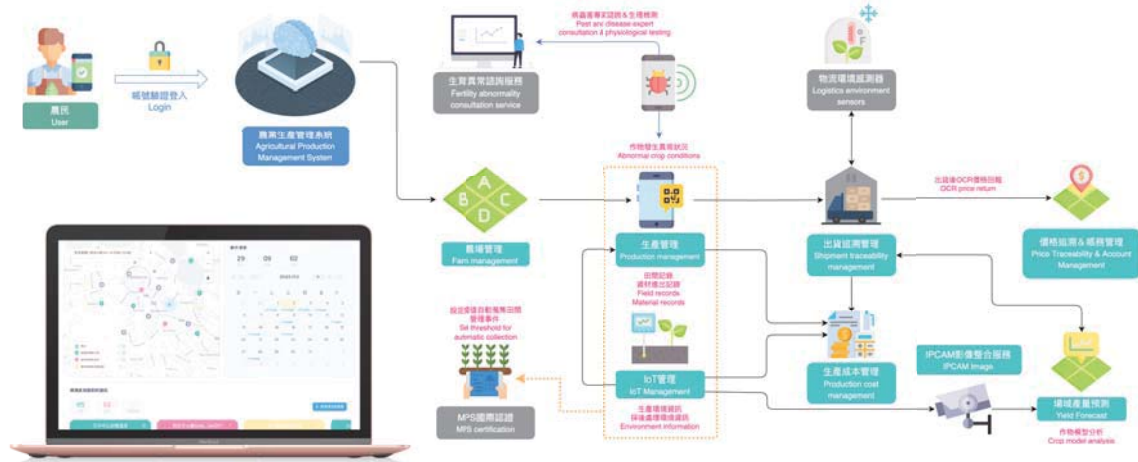 農民
User
帳號驗證登入
Login
農業生產管理系統
Agricultural Production
Management System
病蟲害專家諮詢&生理檢測
Pest and disease expert
consultation & physiological testing
生育異常諮詢服務
Fertility abnormality
consultation service
作物發生異常狀況
Abnormal crop conditions
物流環境感測器
Logistics environment
sensors
A
B
C
D
農場管理
Farm management
生產管理
Production management
田間記錄
資材進出記錄
Field records
Material records
出貨追溯管理
Shipment traceability
management
出貨後OCR價格回報
OCR price return
價格追溯&帳務管理
Price Traceability & Account
Management
設定閾值自動蒐集田間
管理事件
Set threshold for
automatic collection
MPS國際認證
MPS certification
IoT管理
IoT Management
生產環境資訊
採後處理環境資訊
Environment information
生產成本管理
Production cost
management
IPCAM影像整合服務
IPCAM Image
場域產量預測
Yield Forecast
作物模型分析
Crop model analysis
29
09
02